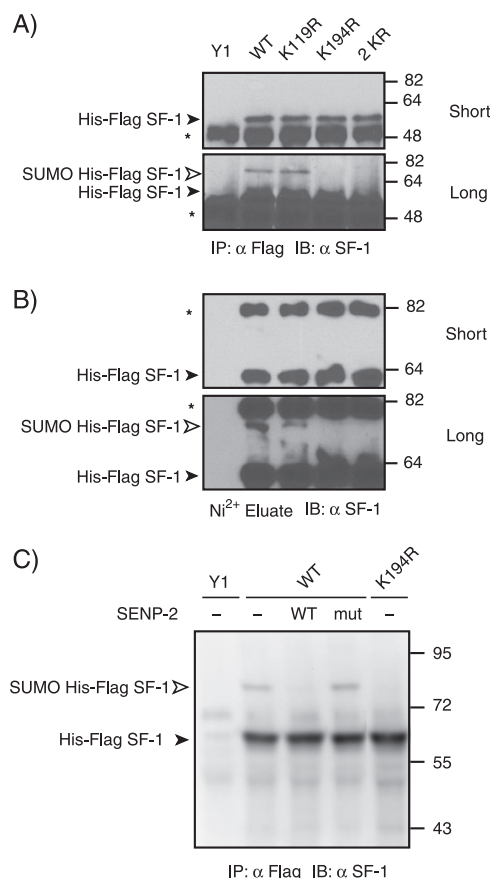 A)
Y1 WT K119R K194R 2 KR
82
64
His-Flag SF-1
Short
* 48
82
SUMO His-Flag SF-1
64
His-Flag SF-1
Long
* 48
IP: α Flag IB: α SF-1
B)
* 82
Short
His-Flag SF-1 64
* 82
SUMO His-Flag SF-1
Long
64
His-Flag SF-1
Ni2+ Eluate IB: α SF-1
C)
Y1 WT K194R
SENP-2 – – WT mut –
95
SUMO His-Flag SF-1
72
His-Flag SF-1
55
43
IP: α Flag IB: α SF-1